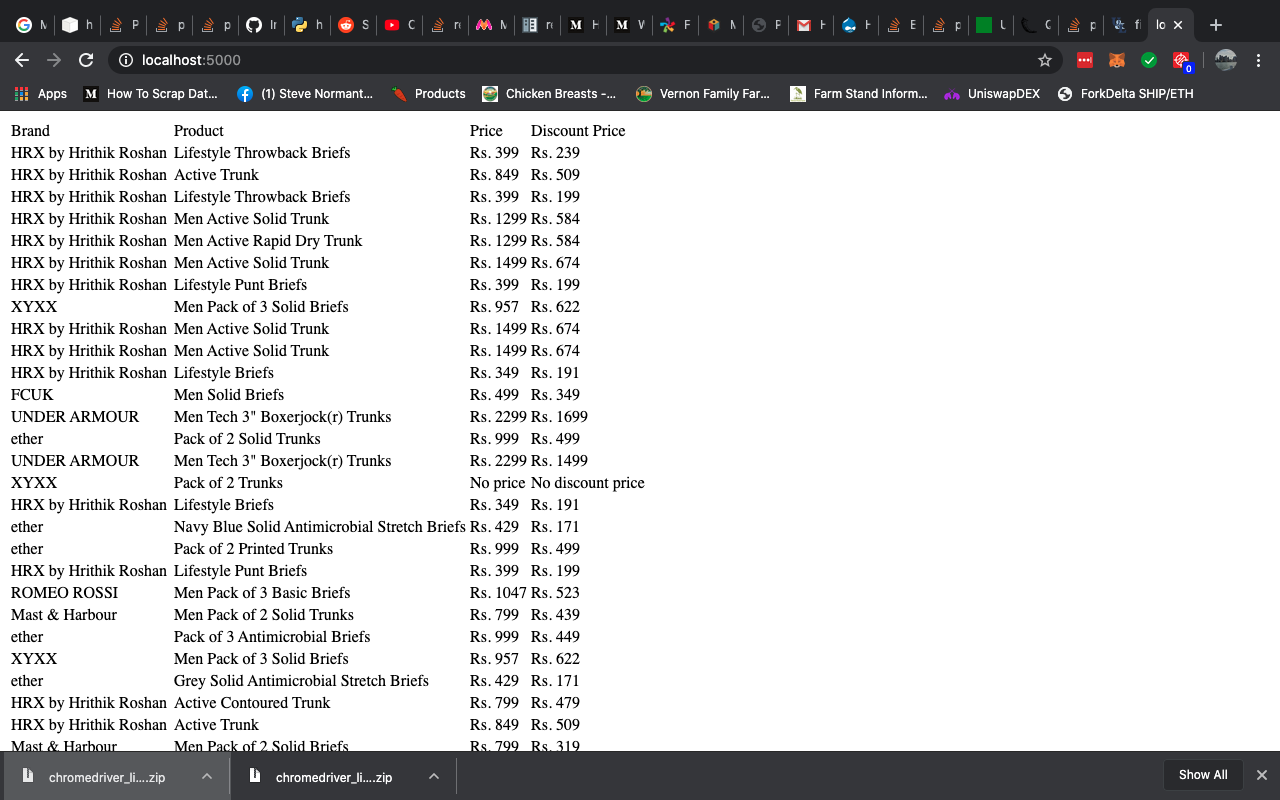 localhost:5000
0
Apps How To Scrap Dat... (1) Steve Normant... Products Chicken Breasts -... Vernon Family Far... Farm Stand Inform... UniswapDEX ForkDelta SHIP/ETH
Brand Product Price Discount Price
HRX by Hrithik Roshan Lifestyle Throwback Briefs Rs. 399 Rs. 239
HRX by Hrithik Roshan Active Trunk Rs. 849 Rs. 509
HRX by Hrithik Roshan Lifestyle Throwback Briefs Rs. 399 Rs. 199
HRX by Hrithik Roshan Men Active Solid Trunk Rs. 1299 Rs. 584
HRX by Hrithik Roshan Men Active Rapid Dry Trunk Rs. 1299 Rs. 584
HRX by Hrithik Roshan Men Active Solid Trunk Rs. 1499 Rs. 674
HRX by Hrithik Roshan Lifestyle Punt Briefs Rs. 399 Rs. 199
XYXX Men Pack of 3 Solid Briefs Rs. 957 Rs. 622
HRX by Hrithik Roshan Men Active Solid Trunk Rs. 1499 Rs. 674
HRX by Hrithik Roshan Men Active Solid Trunk Rs. 1499 Rs. 674
HRX by Hrithik Roshan Lifestyle Briefs Rs. 349 Rs. 191
FCUK Men Solid Briefs Rs. 499 Rs. 349
UNDER ARMOUR Men Tech 3" Boxerjock(r) Trunks Rs. 2299 Rs. 1699
ether Pack of 2 Solid Trunks Rs. 999 Rs. 499
UNDER ARMOUR Men Tech 3" Boxerjock(r) Trunks Rs. 2299 Rs. 1499
XYXX Pack of 2 Trunks No price No discount price
HRX by Hrithik Roshan Lifestyle Briefs Rs. 349 Rs. 191
ether Navy Blue Solid Antimicrobial Stretch Briefs Rs. 429 Rs. 171
ether Pack of 2 Printed Trunks Rs. 999 Rs. 499
HRX by Hrithik Roshan Lifestyle Punt Briefs Rs. 399 Rs. 199
ROMEO ROSSI Men Pack of 3 Basic Briefs Rs. 1047 Rs. 523
Mast & Harbour Men Pack of 2 Solid Trunks Rs. 799 Rs. 439
ether Pack of 3 Antimicrobial Briefs Rs. 999 Rs. 449
XYXX Men Pack of 3 Solid Briefs Rs. 957 Rs. 622
ether Grey Solid Antimicrobial Stretch Briefs Rs. 429 Rs. 171
HRX by Hrithik Roshan Active Contoured Trunk Rs. 799 Rs. 479
HRX by Hrithik Roshan Active Trunk Rs. 849 Rs. 509
Mast & Harbour Men Pack of 2 Solid Briefs Rs. 799 Rs. 319
chromedriver_li....zip chromedriver_li....zip Show All